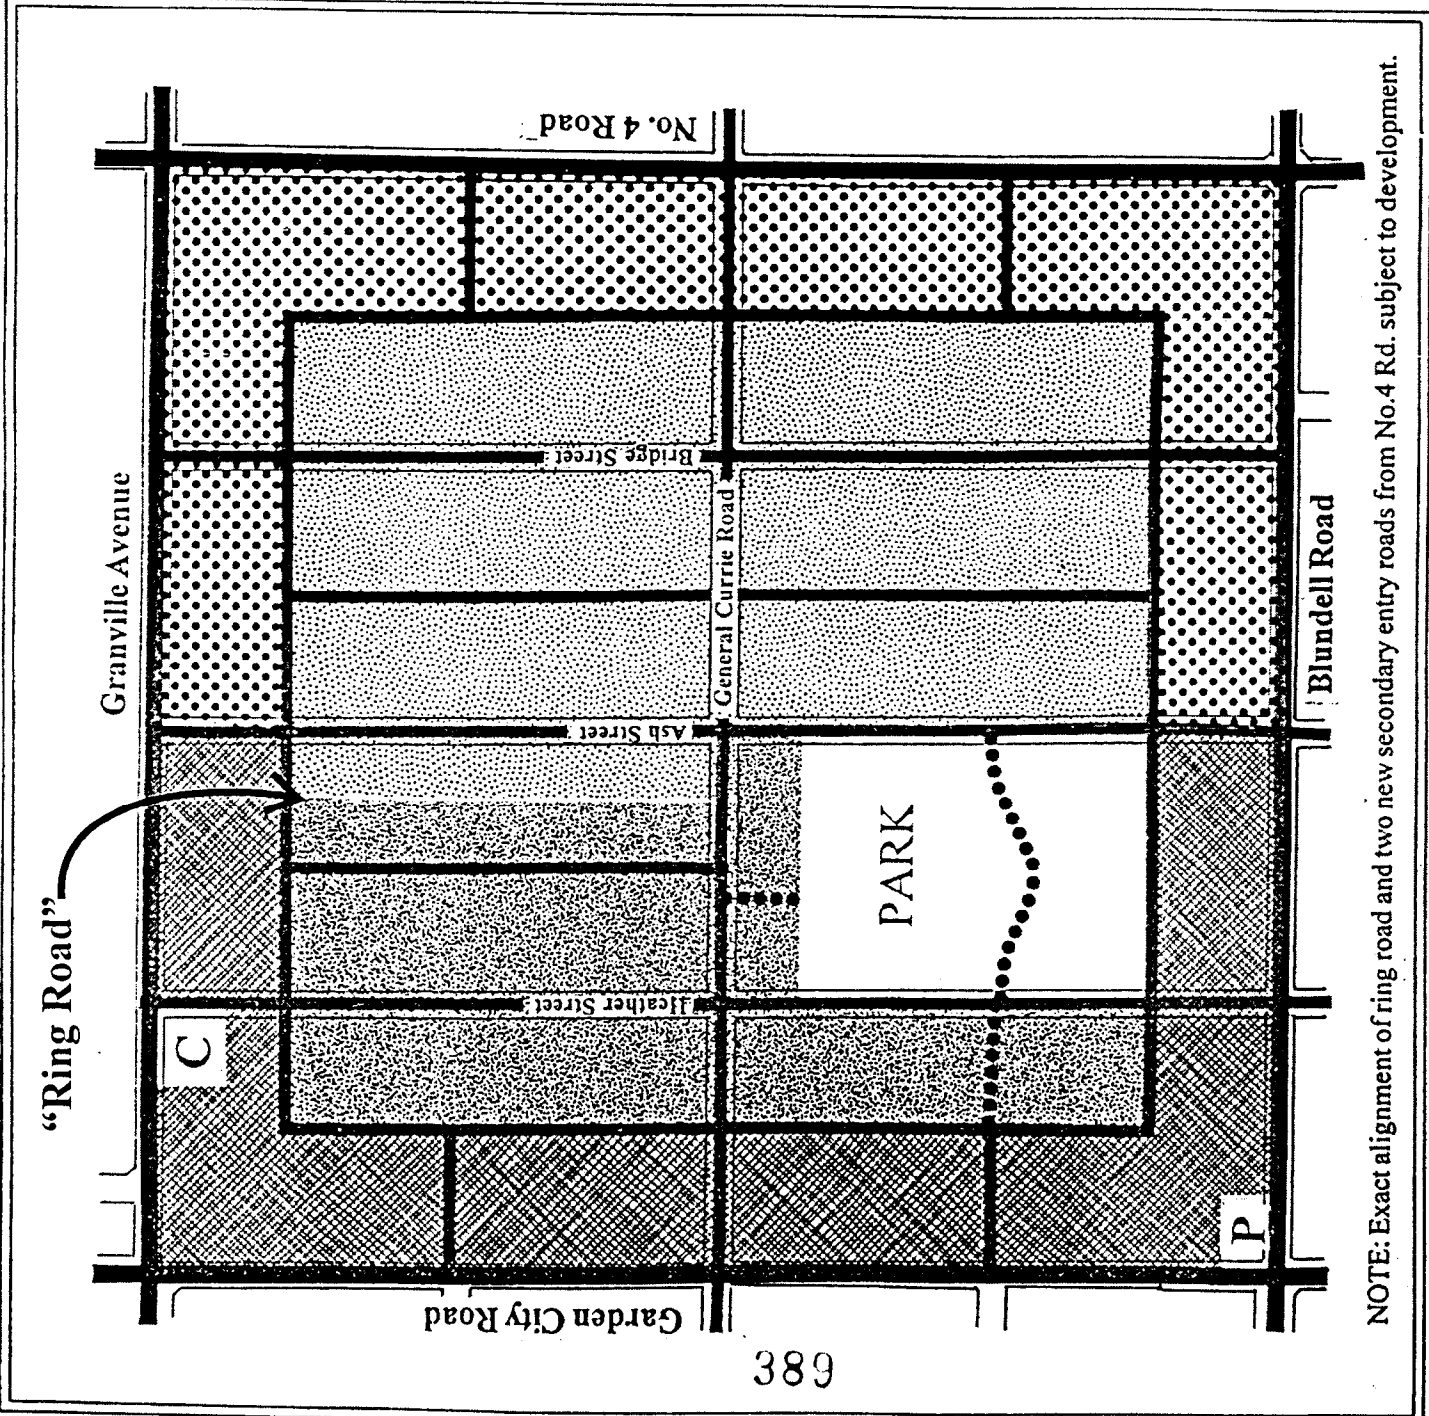 "Ring Road"
Granville Avenue
No. 4 Road
Bridge Street
General Currie Road
Ash Street
Heather Street
C
PARK
P
Blundell Road
Garden City Road
NOTE: Exact alignment of ring road and two new secondary entry roads from No.4 Rd. subject to development.
389